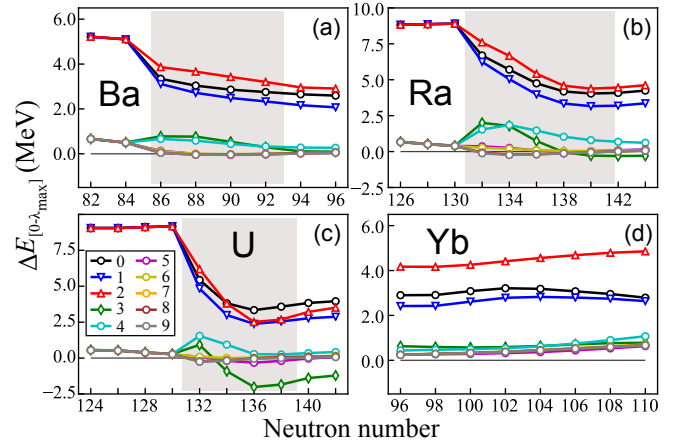 6.0
4.0
2.0
0.0
82 84 86 88 90 92 94 96
(a)
Ba
10.0
7.5
5.0
2.5
0.0
−2.5
126 130 134 138 142
(b)
Ra
7.5
5.0
2.5
0.0
−2.5
124 128 132 136 140
(c)
U
0 5
1 6
2 7
3 8
4 9
6.0
4.0
2.0
0.0
96 98 100 102 104 106 108 110
(d)
Yb
ΔE[0-λmax] (MeV)
Neutron number